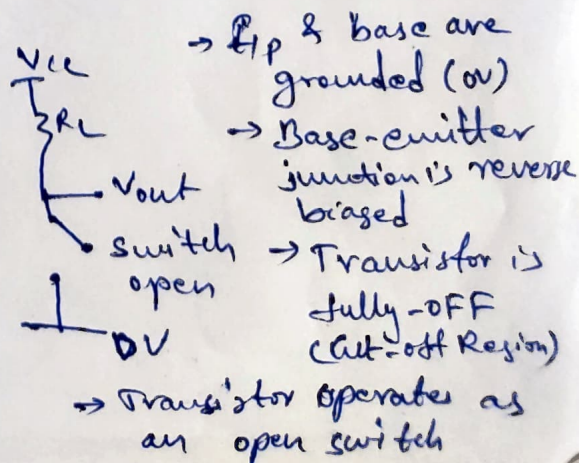 → I/p & base are
grounded (0V)
→ Base-emitter
junction is reverse
biased
→ Transistor is
fully-OFF
(Cut-off Region)
Vcc
RL
Vout
switch
open
0V
→ Transistor operates as
an open switch